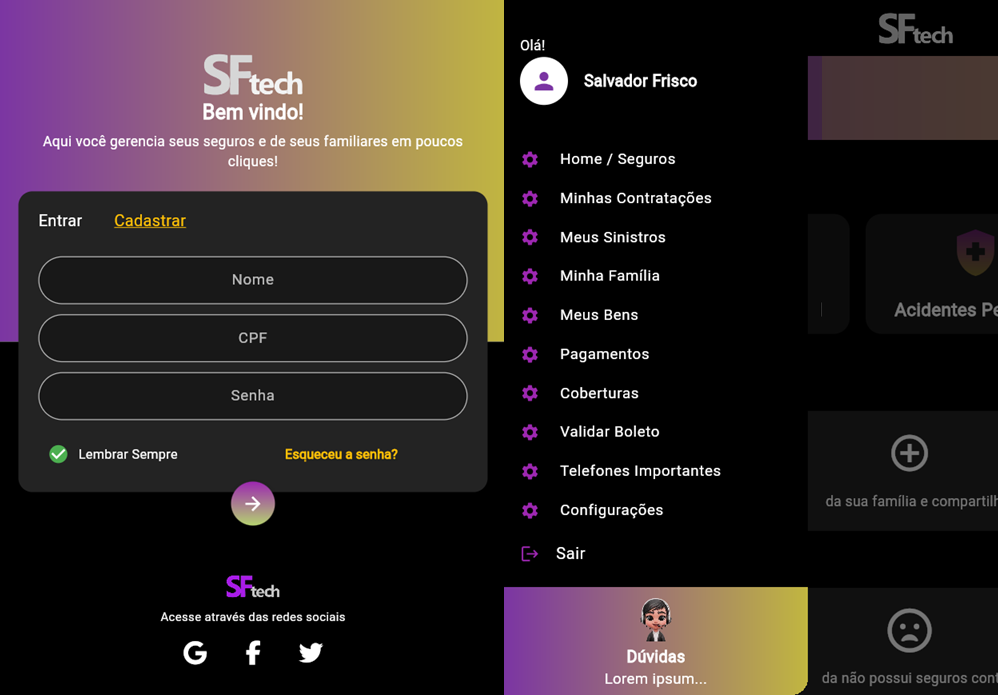 SFtech
Bem vindo!
Aqui você gerencia seus seguros e de seus familiares em poucos
cliques!
Entrar
Cadastrar
Nome
CPF
Senha
Lembrar Sempre
Esqueceu a senha?
SFtech
Acesse através das redes sociais
Olá!
Salvador Frisco
Home / Seguros
Minhas Contratações
Meus Sinistros
Minha Família
Meus Bens
Pagamentos
Coberturas
Validar Boleto
Telefones Importantes
Configurações
Sair
Dúvidas
Lorem ipsum...
SFtech
Acidentes Pe
da sua família e compartilh
da não possui seguros cont